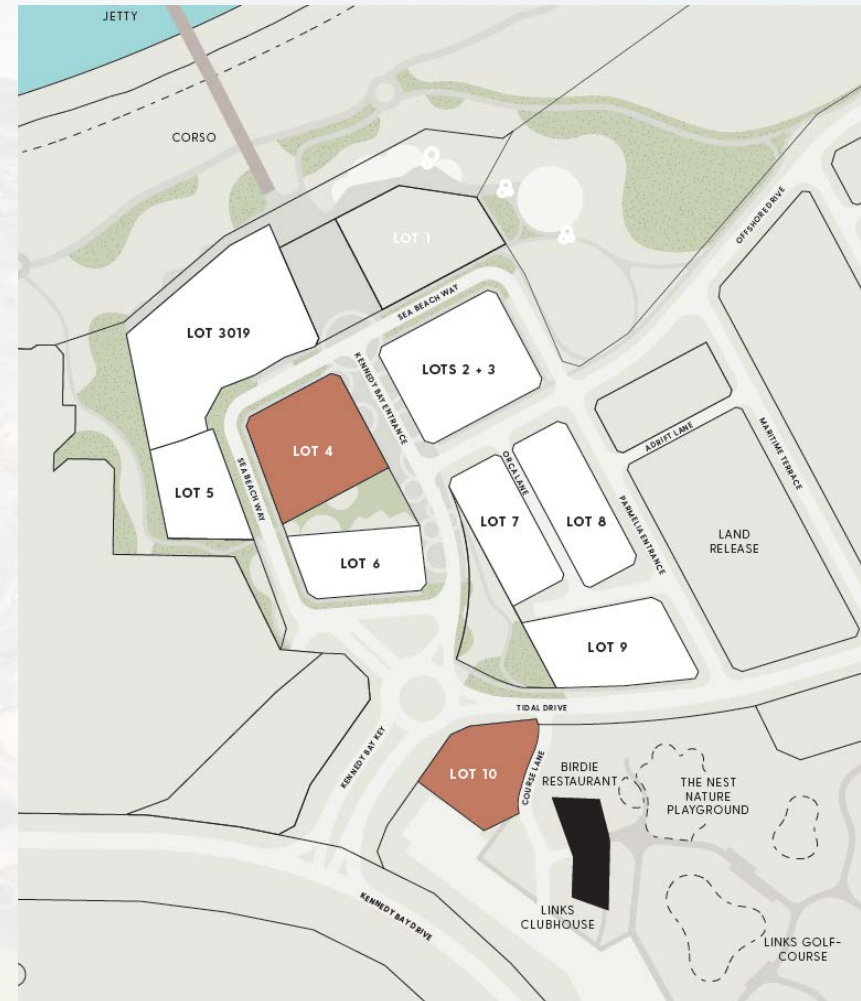 JETTY
CORSO
LOT 1
OFFSHORE DRIVE
SEA BEACH WAY
LOT 3019
KENNEDY BAY ENTRANCE
LOTS 2 + 3
LOT 4
ADRIFT LANE
MARITIME TERRACE
SEA BEACH WAY
LOT 5
ORCA LANE
LOT 7
LOT 8
PARMELIA ENTRANCE
LAND
RELEASE
LOT 6
LOT 9
TIDAL DRIVE
KENNEDY BAY KEY
LOT 10
COURSE LANE
BIRDIE
RESTAURANT
THE NEST
NATURE
PLAYGROUND
KENNEDY BAY DRIVE
LINKS
CLUBHOUSE
LINKS GOLF-
COURSE